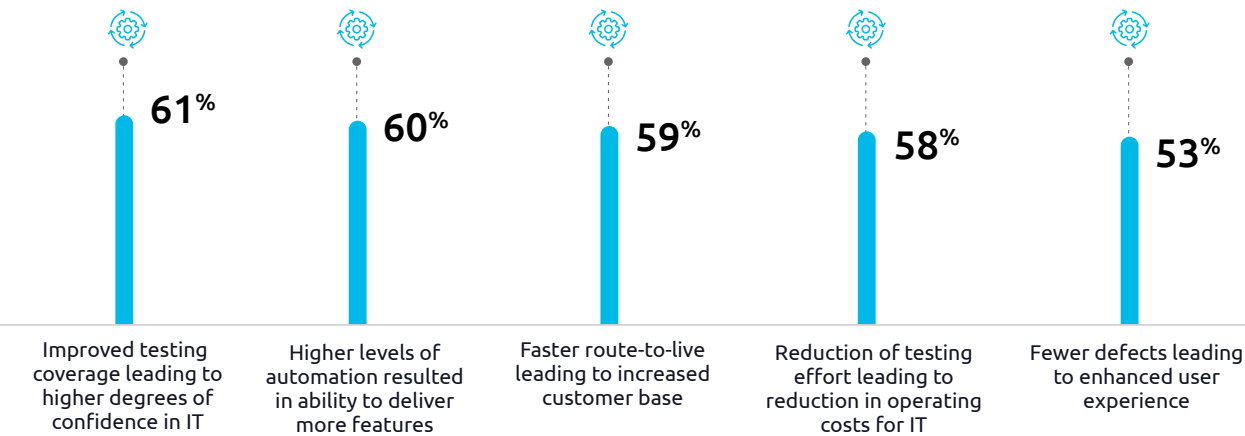 61%
60%
59%
58%
53%
Improved testing
coverage leading to
higher degrees of
confidence in IT
Higher levels of
automation resulted
in ability to deliver
more features
Faster route-to-live
leading to increased
customer base
Reduction of testing
effort leading to
reduction in operating
costs for IT
Fewer defects leading
to enhanced user
experience